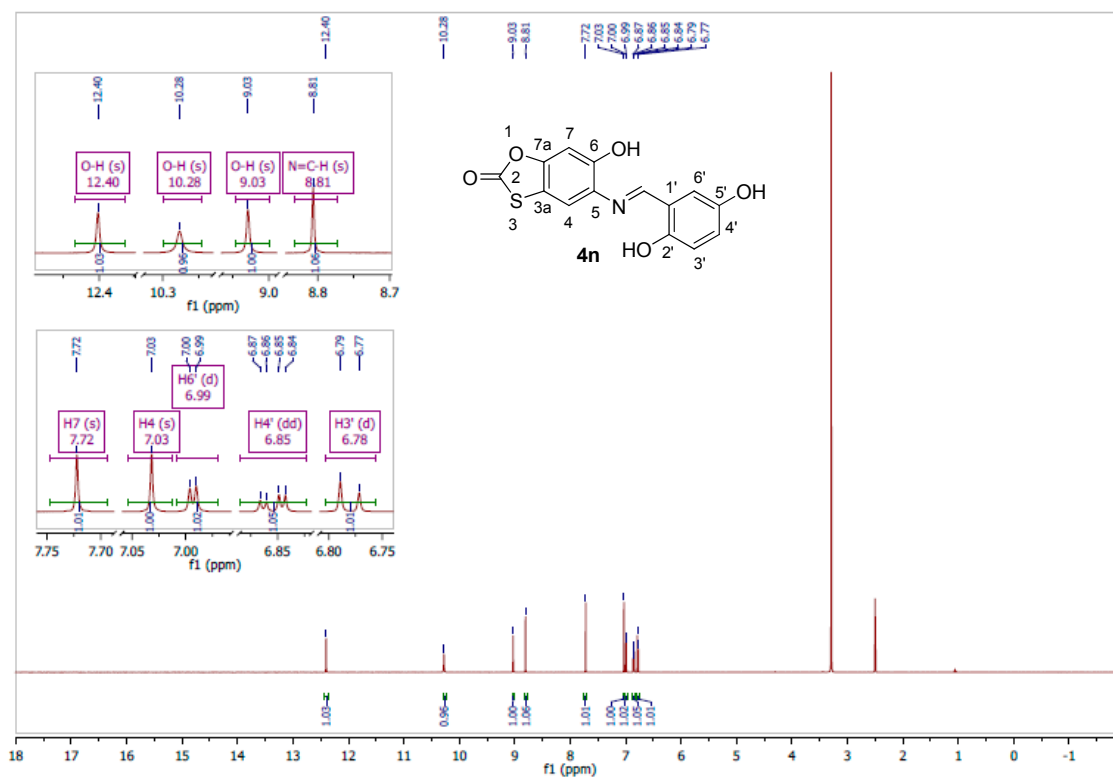 12.40 10.28 9.03 8.81 7.72 7.03 7.00 6.99 6.87 6.86 6.85 6.84 6.79 6.77
12.40 10.28 9.03 8.81
O-H (s) O-H (s) O-H (s) N=C-H (s)
12.40 10.28 9.03 8.81
1.03 0.96 1.00 1.06
12.4 10.3 9.0 8.8 8.7
f1 (ppm)
1 7a 7 6 OH
O O 2 6' 5' OH
S 3a 5 N 1' 4'
3 4 HO 2' 3'
4n
7.72 7.03 7.00 6.99 6.87 6.86 6.85 6.84 6.79 6.77
H6' (d)
6.99
H7 (s) H4 (s) H4' (dd) H3' (d)
7.72 7.03 6.85 6.78
1.01 1.00 1.02 1.05 1.01
7.75 7.70 7.05 7.00 6.85 6.80 6.75
f1 (ppm)
1.03 0.96 1.00 1.06 1.01 1.00 1.02 1.05 1.01
18 17 16 15 14 13 12 11 10 9 8 7 6 5 4 3 2 1 0 -1
f1 (ppm)